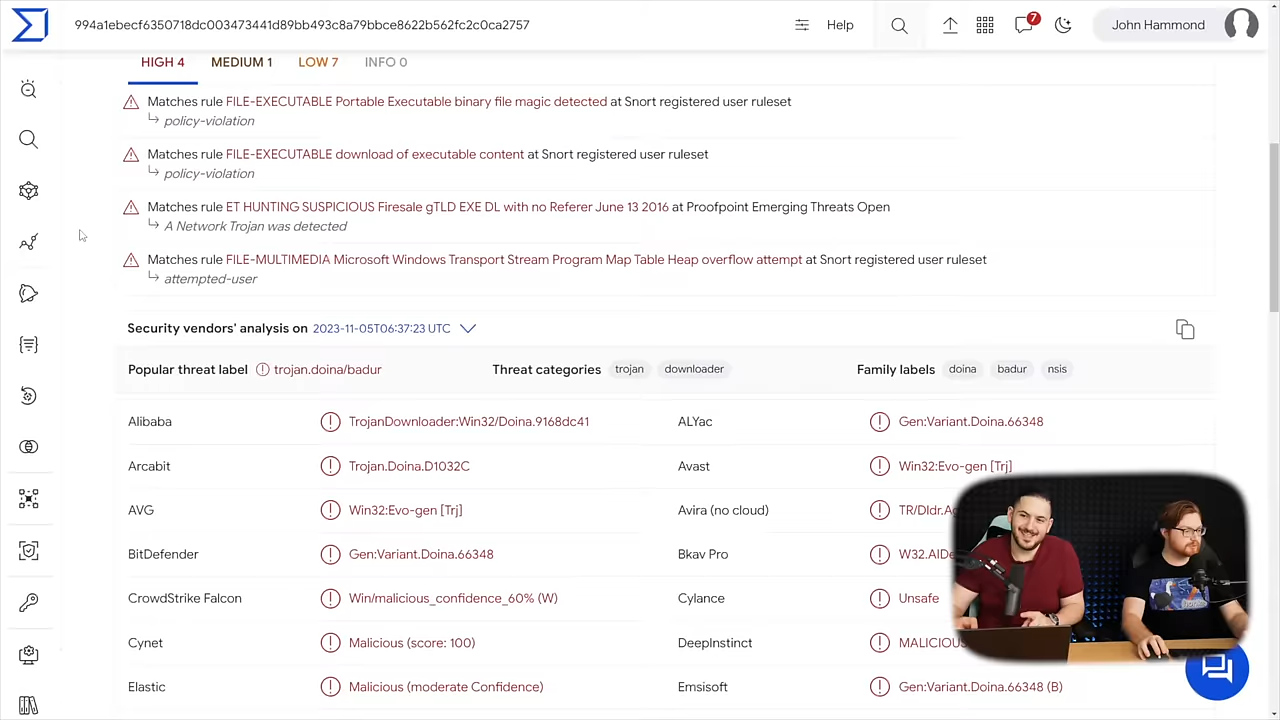 994a1ebecf6350718dc003473441d89bb493c8a79bbce8622b562fc2c0ca2757
Help
7
John Hammond
HIGH 4
MEDIUM 1
LOW 7
INFO 0
Matches rule FILE-EXECUTABLE Portable Executable binary file magic detected at Snort registered user ruleset
policy-violation
Matches rule FILE-EXECUTABLE download of executable content at Snort registered user ruleset
policy-violation
Matches rule ET HUNTING SUSPICIOUS Firesale gTLD EXE DL with no Referer June 13 2016 at Proofpoint Emerging Threats Open
A Network Trojan was detected
Matches rule FILE-MULTIMEDIA Microsoft Windows Transport Stream Program Map Table Heap overflow attempt at Snort registered user ruleset
attempted-user
Security vendors' analysis on 2023-11-05T06:37:23 UTC
Popular threat label trojan.doina/badur Threat categories trojan downloader Family labels doina badur nsis
Alibaba TrojanDownloader:Win32/Doina.9168dc41 ALYac Gen:Variant.Doina.66348
Arcabit Trojan.Doina.D1032C Avast Win32:Evo-gen [Trj]
AVG Win32:Evo-gen [Trj] Avira (no cloud) TR/Dldr.Ag
BitDefender Gen:Variant.Doina.66348 Bkav Pro W32.AIDe
CrowdStrike Falcon Win/malicious_confidence_60% (W) Cylance Unsafe
Cynet Malicious (score: 100) DeepInstinct MALICIOUS
Elastic Malicious (moderate Confidence) Emsisoft Gen:Variant.Doina.66348 (B)